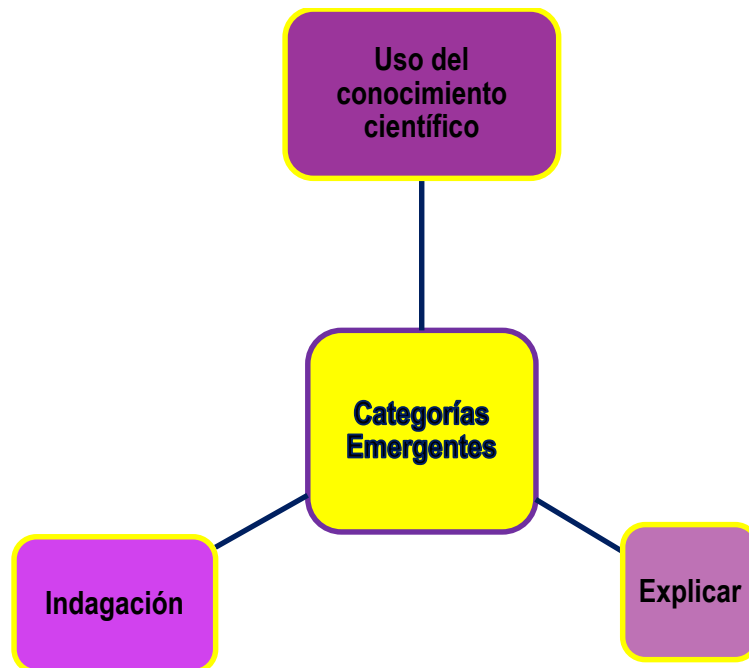 Uso del
conocimiento
científico
Categorías
Emergentes
Indagación
Explicar